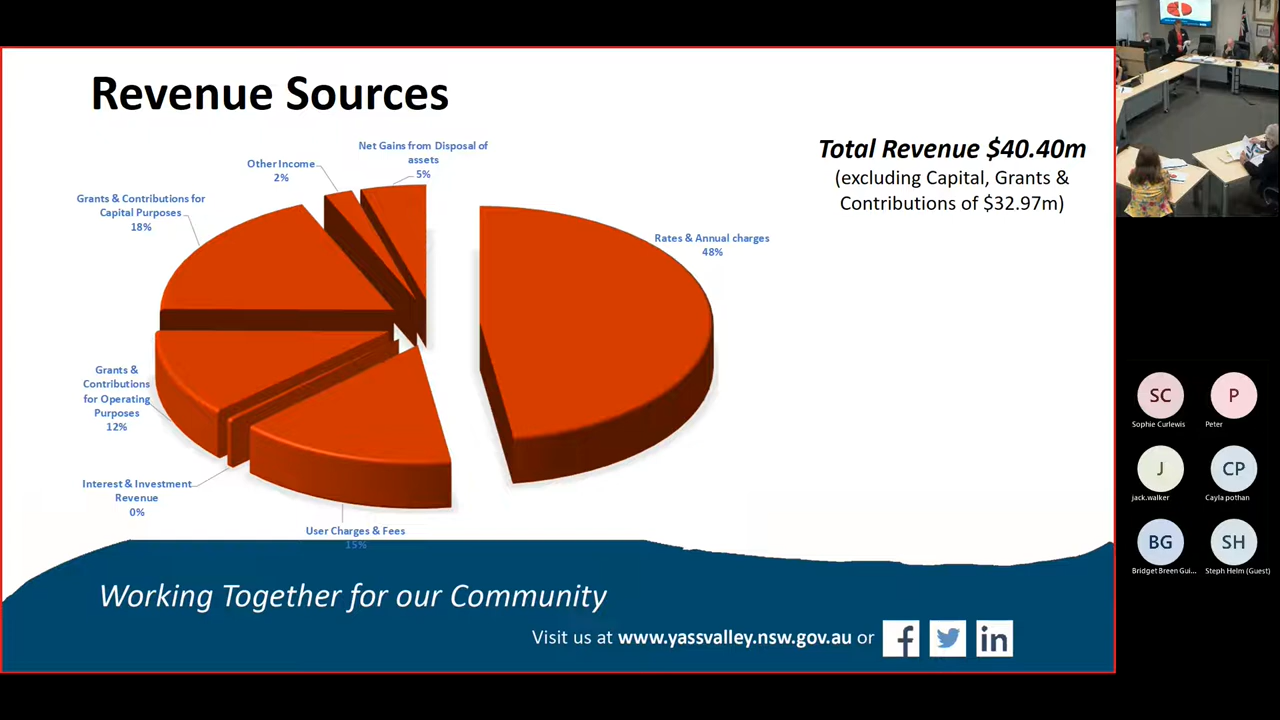 Revenue Sources
Total Revenue $40.40m
(excluding Capital, Grants &
Contributions of $32.97m)
Net Gains from Disposal of
assets
5%
Other Income
2%
Grants & Contributions for
Capital Purposes
18%
Rates & Annual charges
48%
Grants &
Contributions
for Operating
Purposes
12%
Interest & Investment
Revenue
0%
User Charges & Fees
15%
Working Together for our Community
Visit us at www.yassvalley.nsw.gov.au or
SC
Sophie Curlewis
P
Peter
J
jack.walker
CP
Cayla pothan
BG
Bridget Breen Gui...
SH
Steph Helm (Guest)